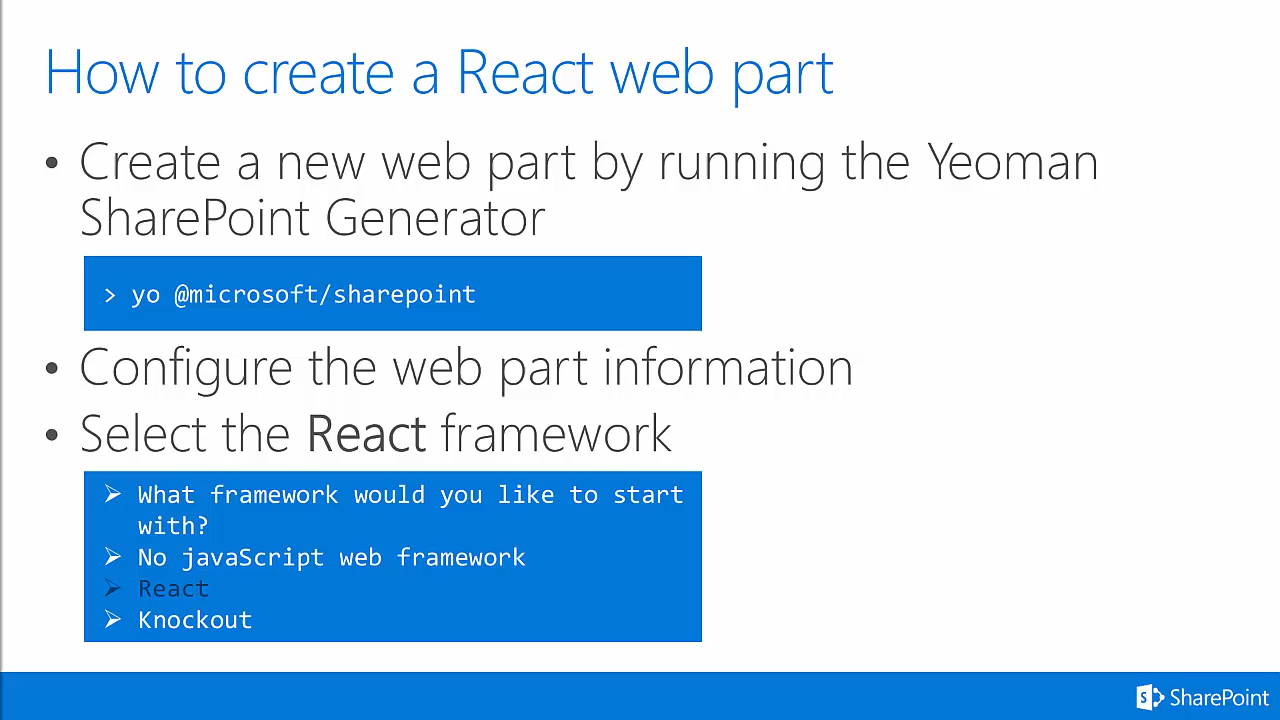 How to create a React web part
• Create a new web part by running the Yeoman
SharePoint Generator
> yo @microsoft/sharepoint
• Configure the web part information
• Select the React framework
➢ What framework would you like to start
with?
➢ No javaScript web framework
➢ React
➢ Knockout
SharePoint